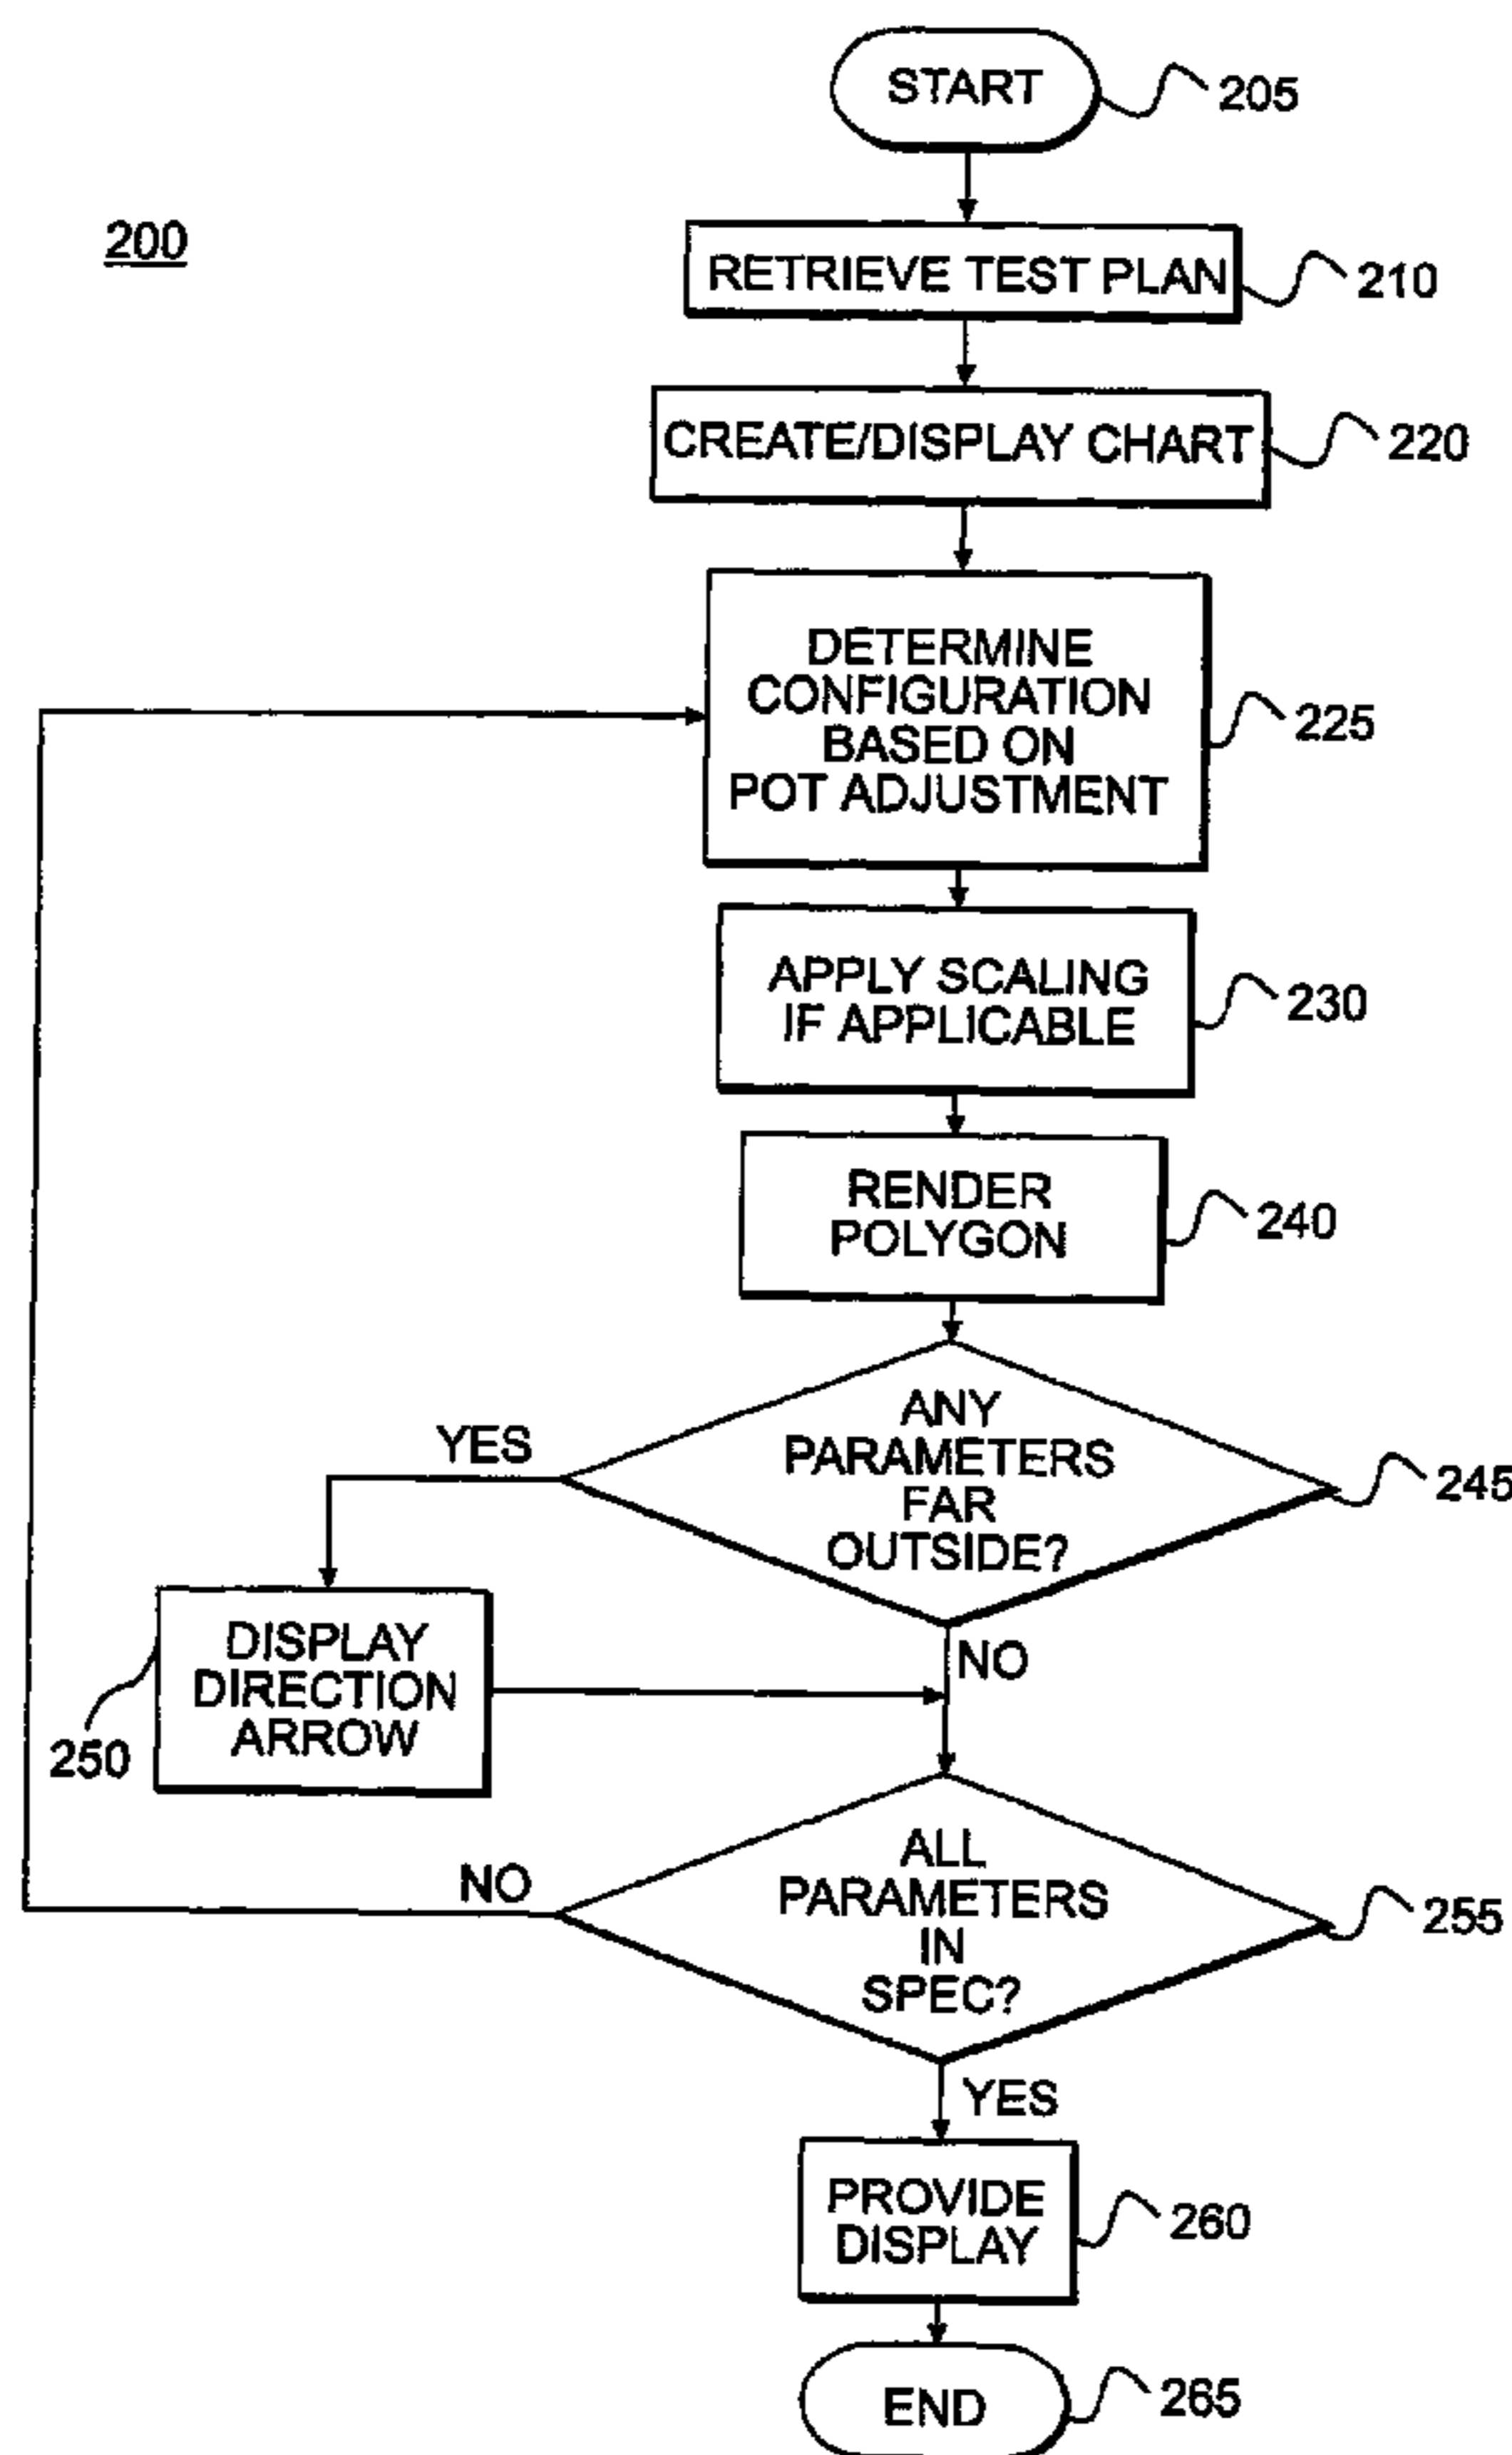 START
205
200
RETRIEVE TEST PLAN
210
CREATE/DISPLAY CHART
220
DETERMINE
CONFIGURATION
BASED ON
POT ADJUSTMENT
225
APPLY SCALING
IF APPLICABLE
230
RENDER
POLYGON
240
ANY
PARAMETERS
FAR
OUTSIDE?
245
YES
NO
DISPLAY
DIRECTION
ARROW
250
ALL
PARAMETERS
IN
SPEC?
255
NO
YES
PROVIDE
DISPLAY
260
END
265